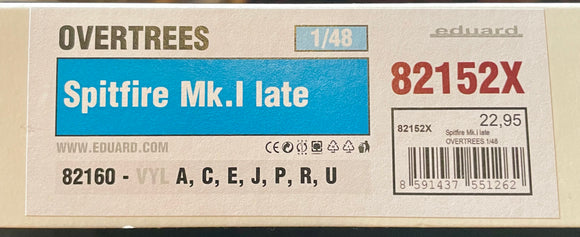 OVERTREES
1/48
eduard
Spitfire Mk.I late
82152X
WWW.EDUARD.COM
82160 - VYL A, C, E, J, P, R, U
82152X
22,95
Spitfire Mk.I late
OVERTREES 1/48
8 591437 551262